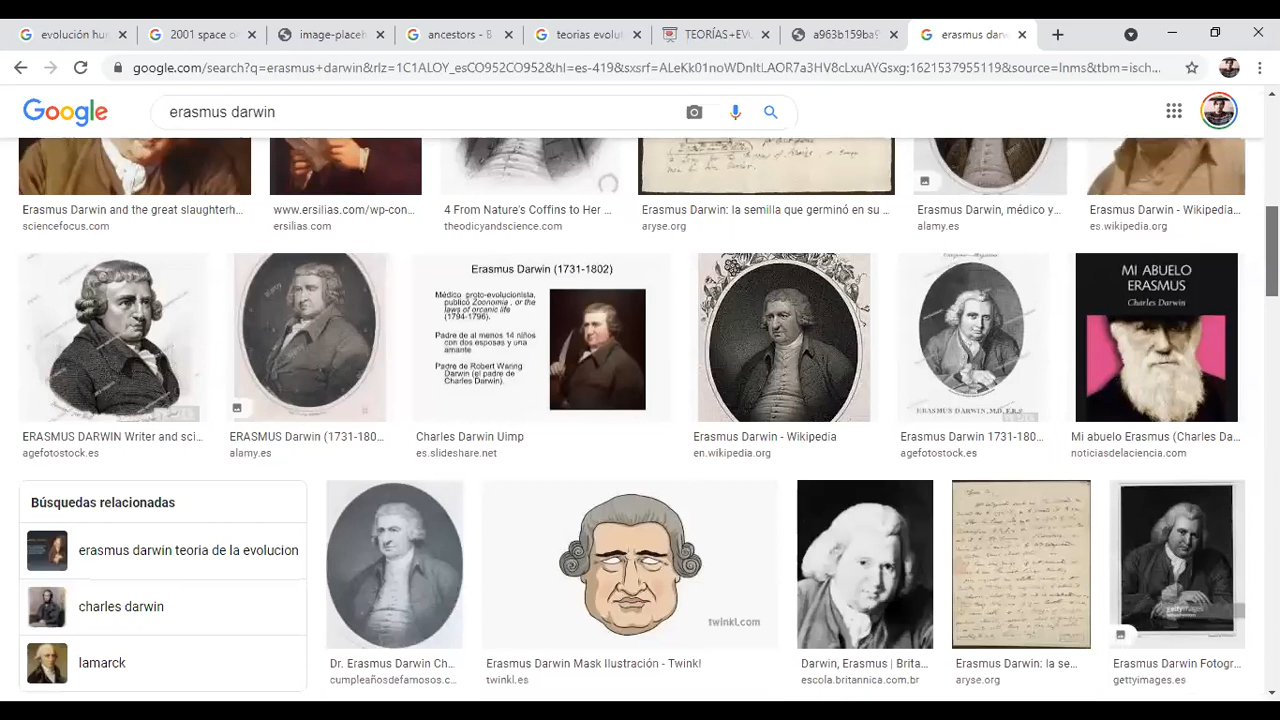 evolución hu
2001 space o
image-placeh
ancestors - B
teorias evolu
TEORÍAS+EV
a963b159ba9
erasmus darw
google.com/search?q=erasmus+darwin&rlz=1C1ALOY_esCO952CO952&hl=es-419&sxsrf=ALeKk01noWDnltLAOR7a3HV8cLxuAYGsxg:1621537955119&source=lnms&tbm=isch...
Google
erasmus darwin
Erasmus Darwin and the great slaughterh...
sciencefocus.com
www.ersilias.com/wp-con...
ersilias.com
4 From Nature's Coffins to Her ...
theodicyandscience.com
Erasmus Darwin: la semilla que germinó en su ...
aryse.org
Erasmus Darwin, médico y...
alamy.es
Erasmus Darwin - Wikipedia...
es.wikipedia.org
Erasmus Darwin (1731-1802)
Médico proto-evolucionista,
publicó Zoonomia, or the
laws of orcanic life
(1794-1796).
Padre de al menos 14 niños
con dos esposas y una
amante
Padre de Robert Waring
Darwin (el padre de
Charles Darwin).
ERASMUS DARWIN, M.D. F.R.S.
MI ABUELO
ERASMUS
Charles Darwin
ERASMUS DARWIN Writer and sci...
agefotostock.es
ERASMUS Darwin (1731-180...
alamy.es
Charles Darwin Uimp
es.slideshare.net
Erasmus Darwin - Wikipedia
en.wikipedia.org
Erasmus Darwin 1731-180...
agefotostock.es
Mi abuelo Erasmus (Charles Da...
noticiasdelaciencia.com
Búsquedas relacionadas
erasmus darwin teoria de la evolucion
charles darwin
lamarck
twinkl.com
gettyimages
Dr. Erasmus Darwin Ch...
cumpleañosdefamosos.c...
Erasmus Darwin Mask Ilustración - Twinkl
twinkl.es
Darwin, Erasmus | Brita...
escola.britannica.com.br
Erasmus Darwin: la se...
aryse.org
Erasmus Darwin Fotogr...
gettyimages.es